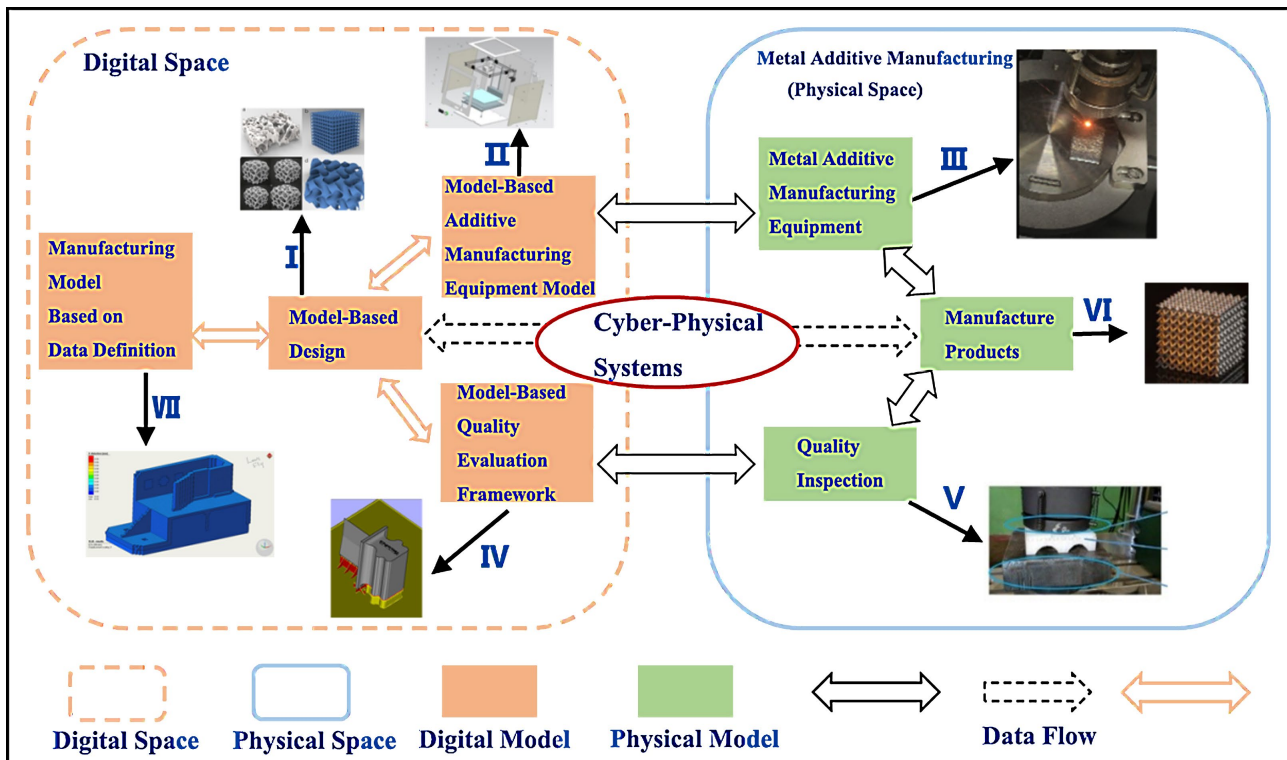 Digital Space
Metal Additive Manufacturing
(Physical Space)
II
III
Model-Based
Additive
Manufacturing
Equipment Model
Metal Additive
Manufacturing
Equipment
I
Manufacturing
Model
Based on
Data Definition
Model-Based
Design
Cyber-Physical
Systems
Manufacture
Products
VI
VII
Model-Based
Quality
Evaluation
Framework
Quality
Inspection
IV
V
Digital Space
Physical Space
Digital Model
Physical Model
Data Flow